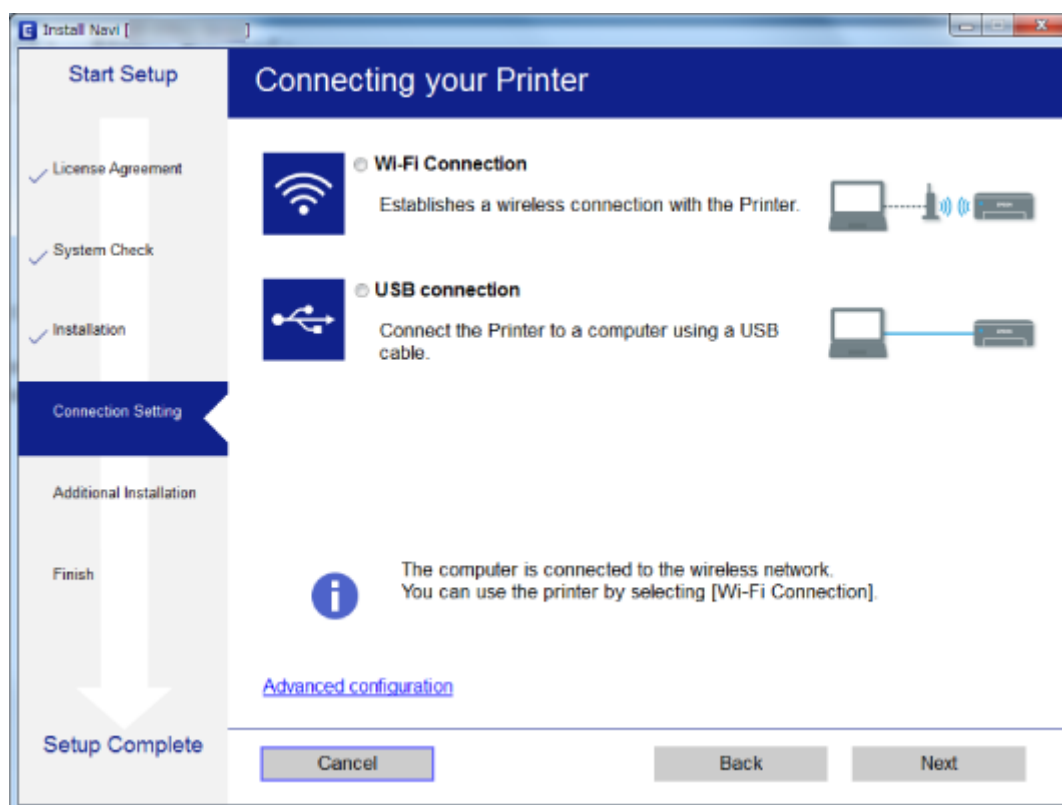 Install Navi [ ]
Start Setup
License Agreement
System Check
Installation
Connection Setting
Additional Installation
Finish
Setup Complete
Connecting your Printer
Wi-Fi Connection
Establishes a wireless connection with the Printer.
USB connection
Connect the Printer to a computer using a USB
cable.
The computer is connected to the wireless network.
You can use the printer by selecting [Wi-Fi Connection].
Advanced configuration
Cancel
Back
Next